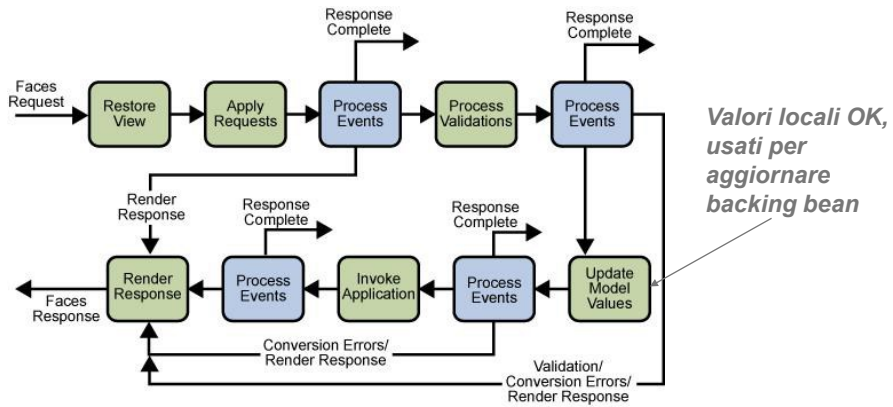 Response
Complete
Response
Complete
Faces
Request
Restore
View
Apply
Requests
Process
Events
Process
Validations
Process
Events
Valori locali OK,
usati per
aggiornare
backing bean
Render
Response
Response
Complete
Response
Complete
Render
Response
Process
Events
Invoke
Application
Process
Events
Update
Model
Values
Faces
Response
Conversion Errors/
Render Response
Validation/
Conversion Errors/
Render Response